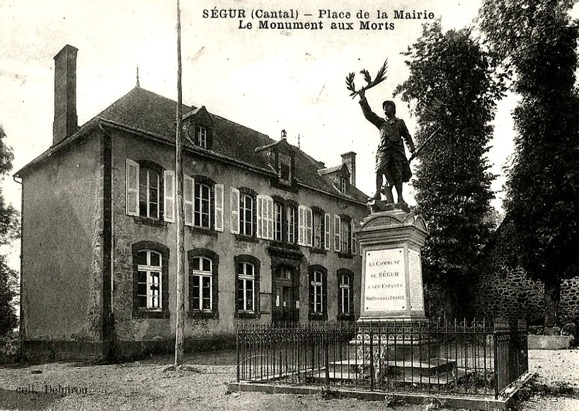 SÉGUR (Cantal) – Place de la Mairie
Le Monument aux Morts
LA COMMUNE
DE SÉGUR
A SES ENFANTS
MORTS POUR LA FRANCE
coll. Delpirou